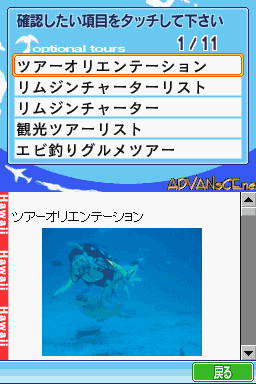 確認したい項目をタッチして下さい
optional tours
1/11
ツアーオリエンテーション
リムジンチャーターリスト
リムジンチャーター
観光ツアーリスト
エビ釣りグルメツアー
ADVANsCE.ne
Hawaii
Hawaii
Hawaii
ツアーオリエンテーション
戻る